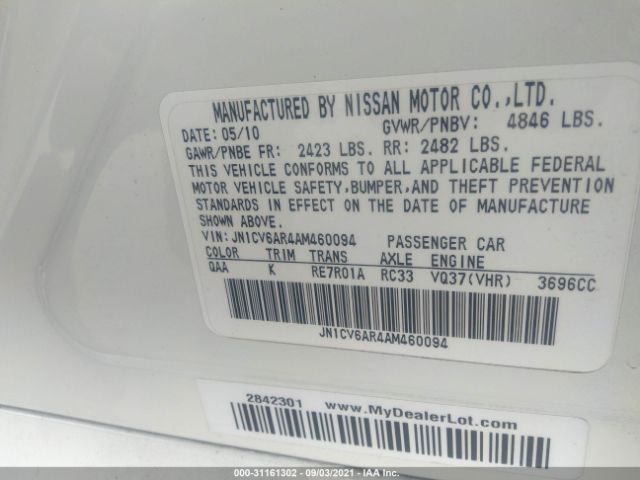 MANUFACTURED BY NISSAN MOTOR CO.,LTD.
DATE: 05/10 GVWR/PNBV: 4846 LBS.
GAWR/PNBE FR: 2423 LBS. RR: 2482 LBS.
THIS VEHICLE CONFORMS TO ALL APPLICABLE FEDERAL
MOTOR VEHICLE SAFETY,BUMPER,AND THEFT PREVENTION
STANDARDS IN EFFECT ON THE DATE OF MANUFACTURE
SHOWN ABOVE.
VIN: JN1CV6AR4AM460094 PASSENGER CAR
COLOR TRIM TRANS AXLE ENGINE
QAA K RE7R01A RC33 VQ37(VHR) 3696CC
JN1CV6AR4AM460094
2842301 www.MyDealerLot.com
000-31161302 - 09/03/2021 - IAA Inc.